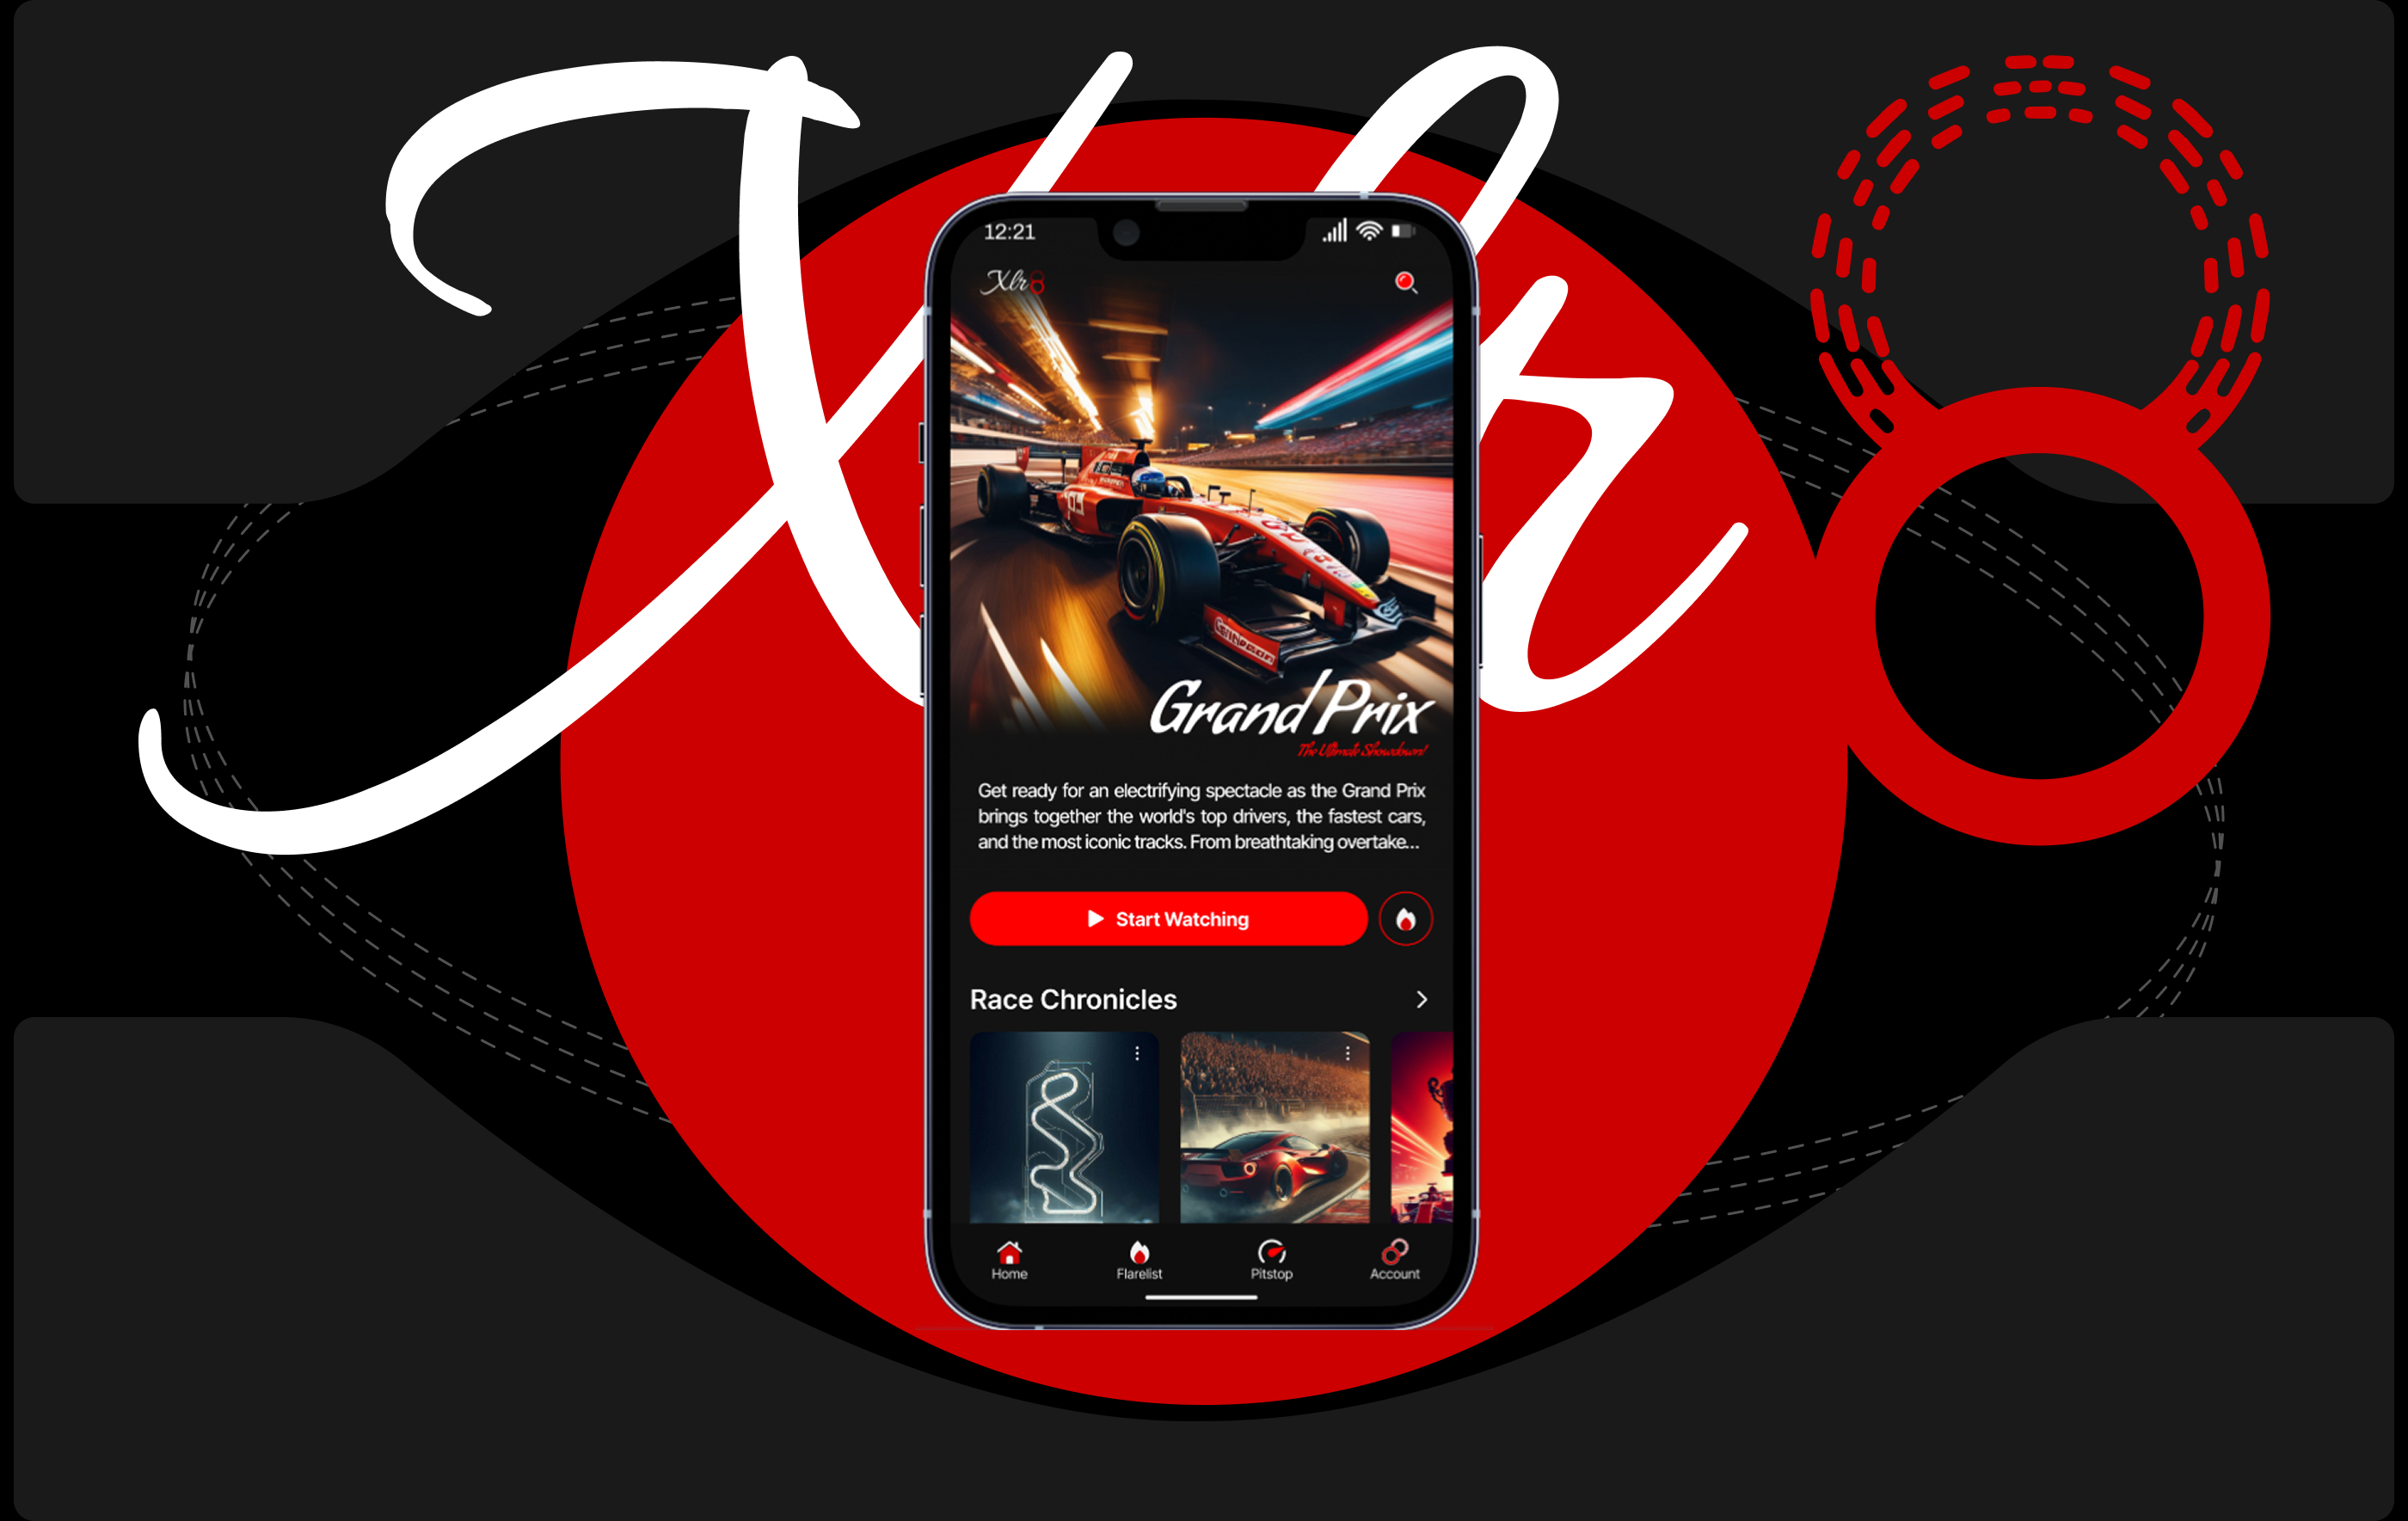 Xlr8
12:21
Xlr8
Grand Prix
The Ultimate Showdown!
Get ready for an electrifying spectacle as the Grand Prix
brings together the world's top drivers, the fastest cars,
and the most iconic tracks. From breathtaking overtake...
Start Watching
Race Chronicles
Home
Flarelist
Pitstop
Account